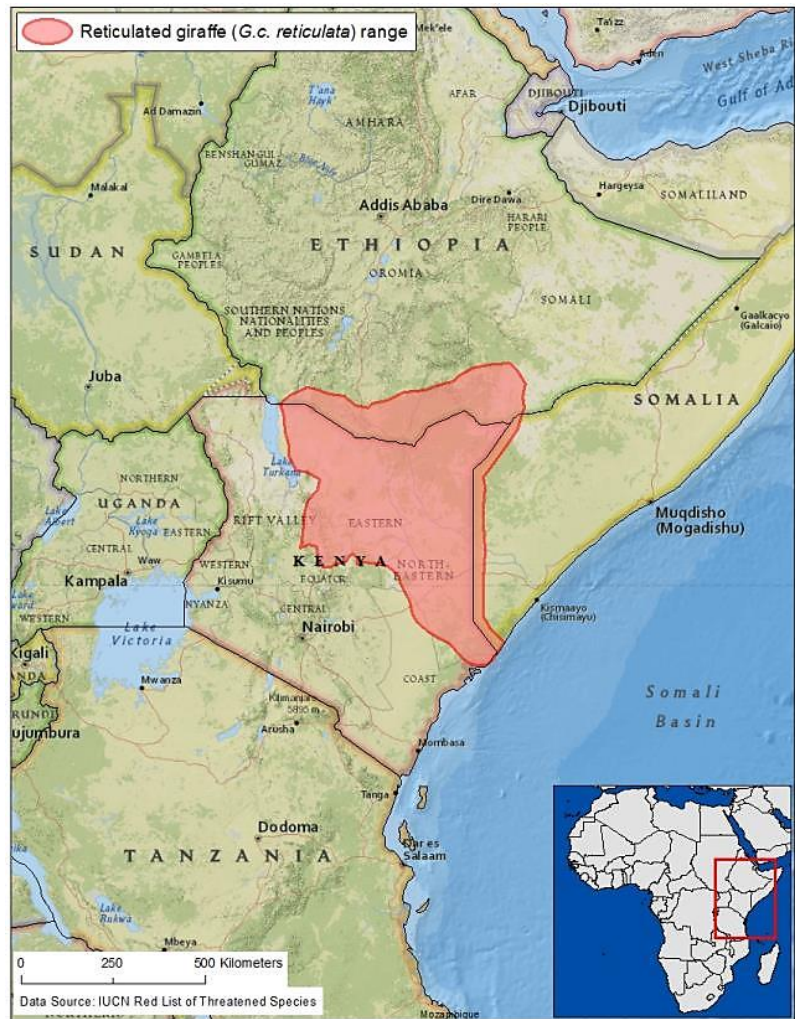 Reticulated giraffe (G.c. reticulata) range
Mek'ele
Ta'izz
Aden
West Sheba
Gulf of
T'ana
Hayk'
AFAR
DJIBOUTI
Djibouti
Ad Damazin
AMHARA
BENSHANGUL
GUMAZ
Blue Nile
Malakal
Addis Ababa
Dire Dawa
Hargeysa
SOMALILAND
HARARI
PEOPLE
SUDAN
GAMBELA
PEOPLES
ETHIOPIA
OROMIA
SOMALI
SOUTHERN NATIONS
NATIONALITIES
AND PEOPLES
Gaalkacyo
(Galcaio)
Juba
SOMALIA
Lake
Turkana
NORTHERN
UGANDA
Lake
Albert
Lake
Kyoga
EASTERN
RIFT VALLEY
EASTERN
Muqdisho
(Mogadishu)
CENTRAL
Waw
WESTERN
KENYA
NORTH-
EASTERN
Kampala
Kisumu
EQUATOR
WESTERN
NYANZA
CENTRAL
Kismaayo
(Chisimayu)
Lake
Victoria
Nairobi
Kigali
COAST
Mwanza
Kilimanjaro
5895 m
Arusha
Somali
Basin
Mombasa
Tanga
Dodoma
Dar es
Salaam
TANZANIA
Lake
Rukwa
Mbeya
0 250 500 Kilometers
Data Source: IUCN Red List of Threatened Species
Mozambique